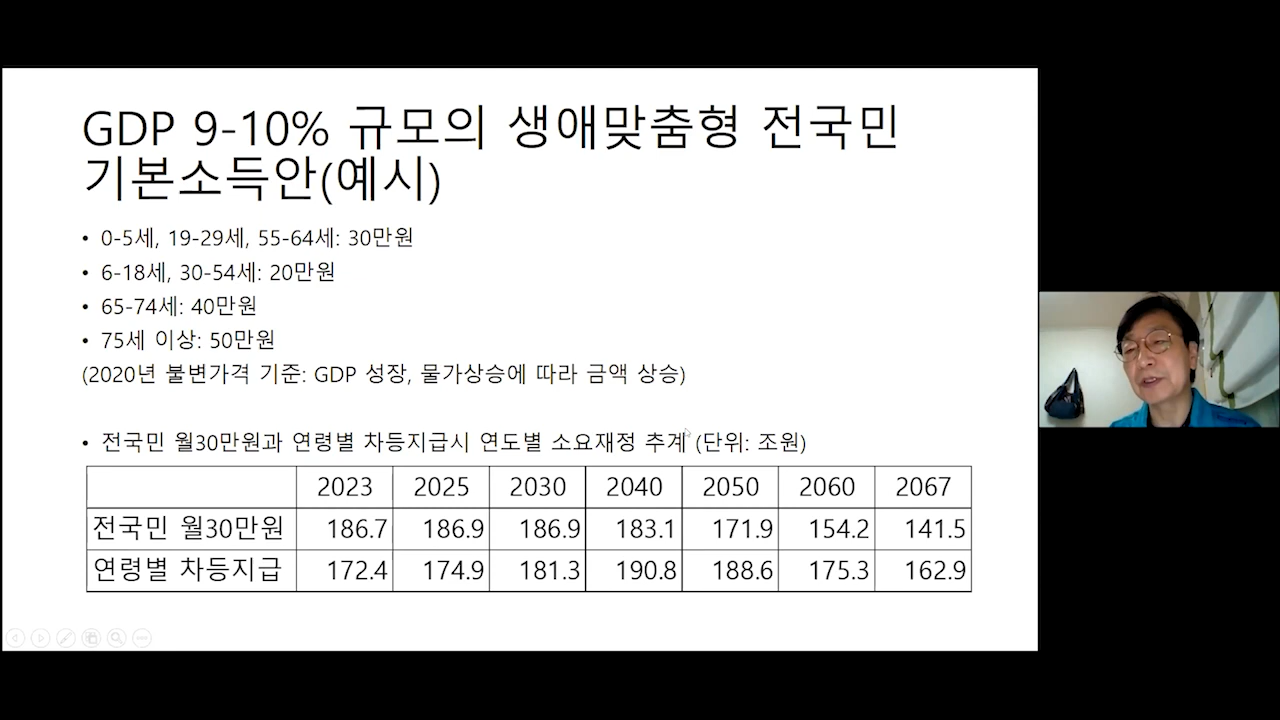 GDP 9-10% 규모의 생애맞춤형 전국민
기본소득안(예시)
• 0-5세, 19-29세, 55-64세: 30만원
• 6-18세, 30-54세: 20만원
• 65-74세: 40만원
• 75세 이상: 50만원
(2020년 불변가격 기준: GDP 성장, 물가상승에 따라 금액 상승)
• 전국민 월30만원과 연령별 차등지급시 연도별 소요재정 추계 (단위: 조원)
2023 2025 2030 2040 2050 2060 2067
전국민 월30만원 186.7 186.9 186.9 183.1 171.9 154.2 141.5
연령별 차등지급 172.4 174.9 181.3 190.8 188.6 175.3 162.9